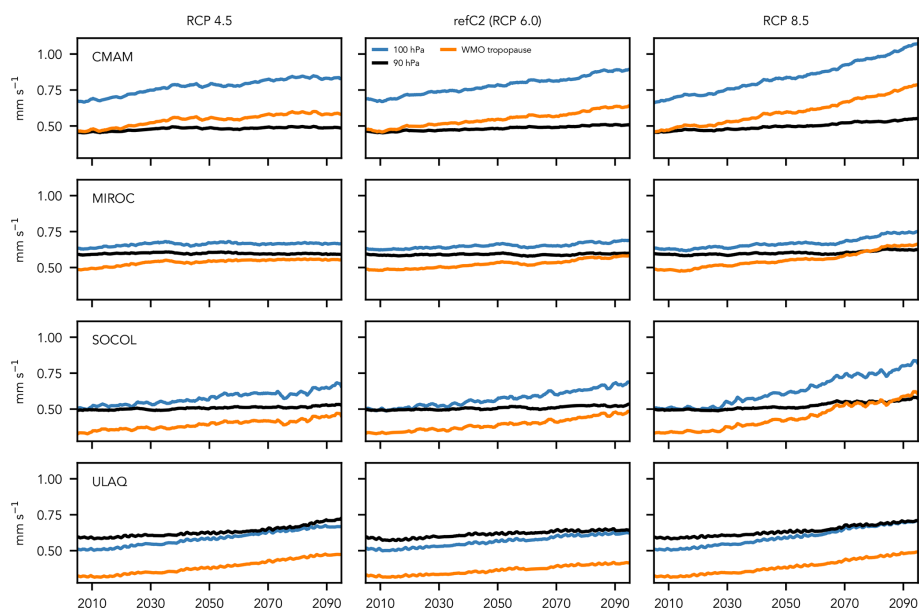 RCP 4.5 refC2 (RCP 6.0) RCP 8.5
CMAM
100 hPa WMO tropopause
90 hPa
1.00
0.75
0.50
mm s⁻¹
MIROC
1.00
0.75
0.50
mm s⁻¹
SOCOL
1.00
0.75
0.50
mm s⁻¹
ULAQ
1.00
0.75
0.50
mm s⁻¹
2010 2030 2050 2070 2090 2010 2030 2050 2070 2090 2010 2030 2050 2070 2090